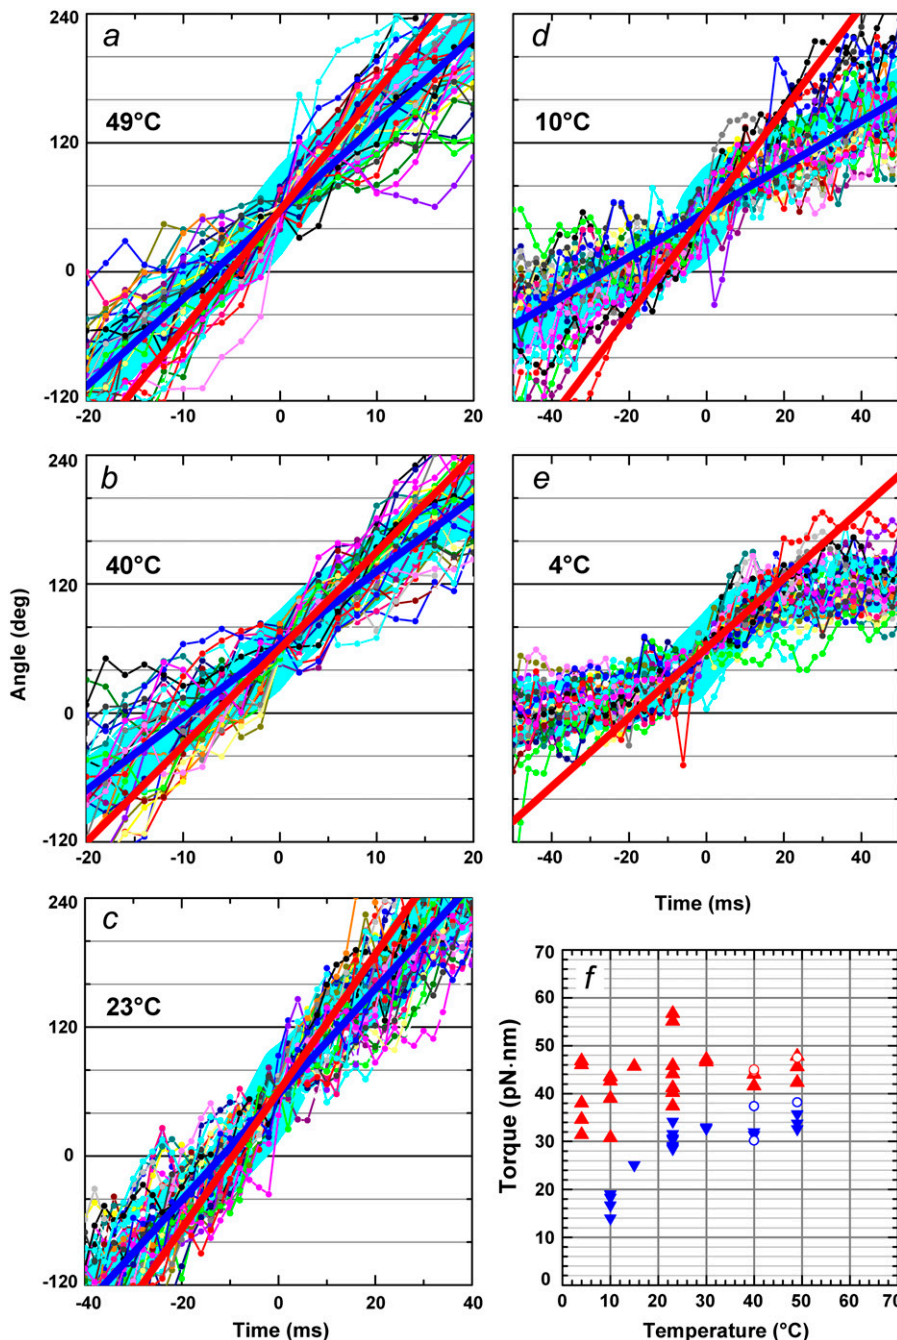 a
240
120
0
-120
49°C
-20 -10 0 10 20
d
10°C
-40 -20 0 20 40
b
240
120
0
-120
40°C
-20 -10 0 10 20
Angle (deg)
e
4°C
-40 -20 0 20 40
Time (ms)
c
240
120
0
-120
23°C
-40 -20 0 20 40
Time (ms)
f
70
60
50
40
30
20
10
0
Torque (pN·nm)
0 10 20 30 40 50 60 70
Temperature (°C)